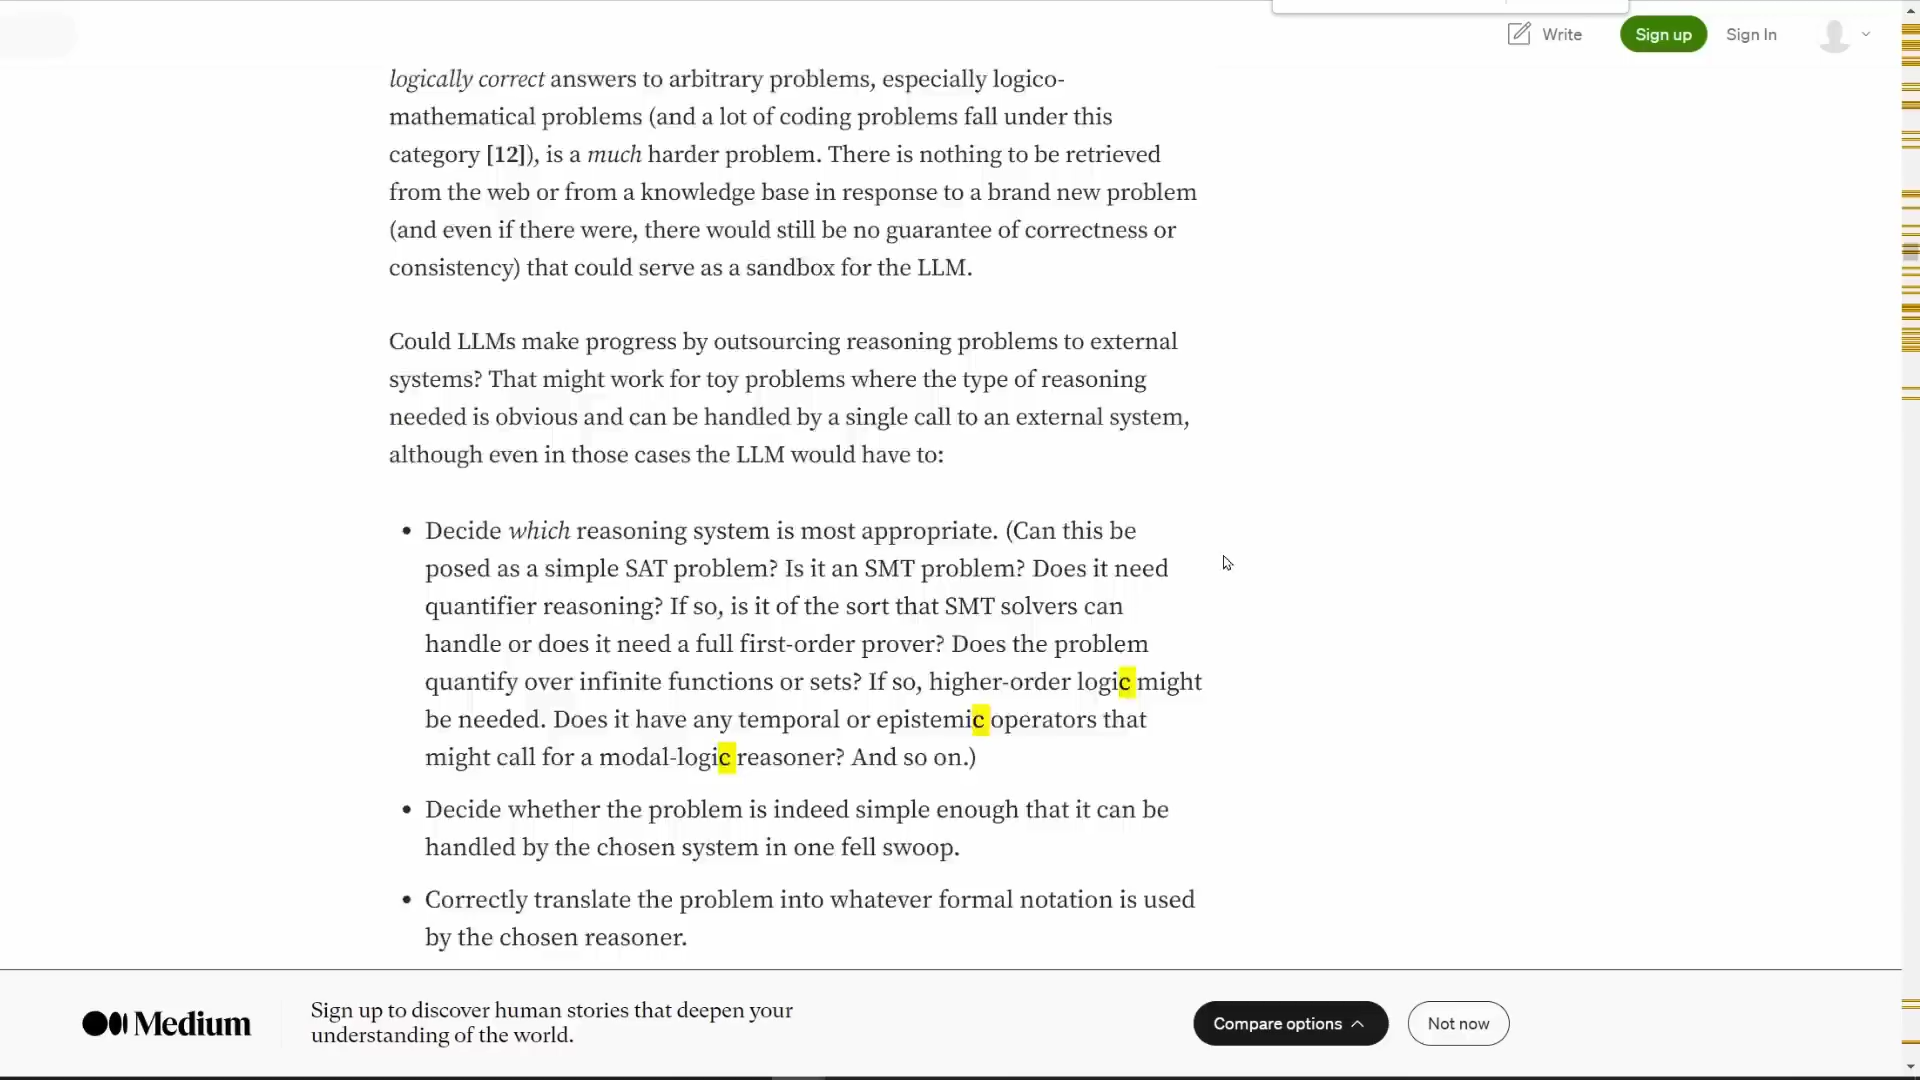 Write
Sign up
Sign In
logically correct answers to arbitrary problems, especially logico-
mathematical problems (and a lot of coding problems fall under this
category [12]), is a much harder problem. There is nothing to be retrieved
from the web or from a knowledge base in response to a brand new problem
(and even if there were, there would still be no guarantee of correctness or
consistency) that could serve as a sandbox for the LLM.
Could LLMs make progress by outsourcing reasoning problems to external
systems? That might work for toy problems where the type of reasoning
needed is obvious and can be handled by a single call to an external system,
although even in those cases the LLM would have to:
• Decide which reasoning system is most appropriate. (Can this be
posed as a simple SAT problem? Is it an SMT problem? Does it need
quantifier reasoning? If so, is it of the sort that SMT solvers can
handle or does it need a full first-order prover? Does the problem
quantify over infinite functions or sets? If so, higher-order logic might
be needed. Does it have any temporal or epistemic operators that
might call for a modal-logic reasoner? And so on.)
• Decide whether the problem is indeed simple enough that it can be
handled by the chosen system in one fell swoop.
• Correctly translate the problem into whatever formal notation is used
by the chosen reasoner.
Medium
Sign up to discover human stories that deepen your
understanding of the world.
Compare options
Not now